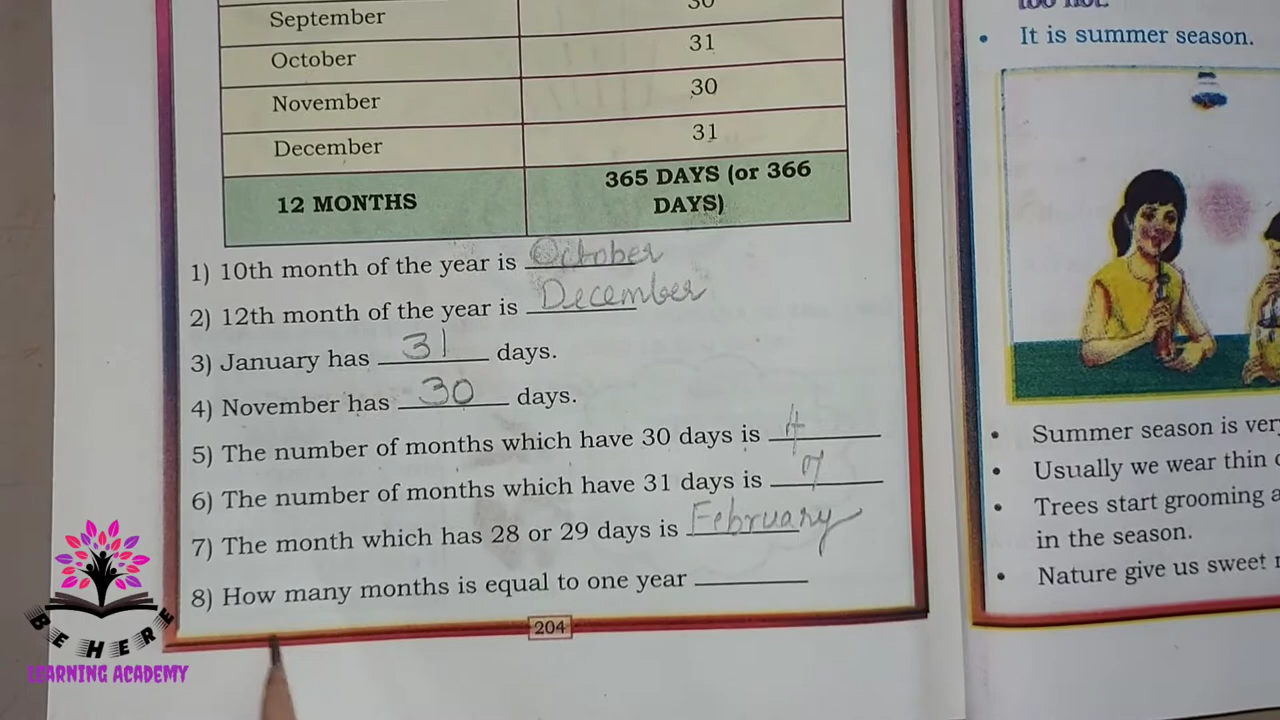 September 30
October 31
November 30
December 31
12 MONTHS 365 DAYS (or 366 DAYS)
1) 10th month of the year is October
2) 12th month of the year is December
3) January has 31 days.
4) November has 30 days.
5) The number of months which have 30 days is 4
6) The number of months which have 31 days is 7
7) The month which has 28 or 29 days is February
8) How many months is equal to one year
204
too hot.
• It is summer season.
• Summer season is very
• Usually we wear thin
• Trees start grooming
in the season.
• Nature give us sweet
BEHERE
LEARNING ACADEMY